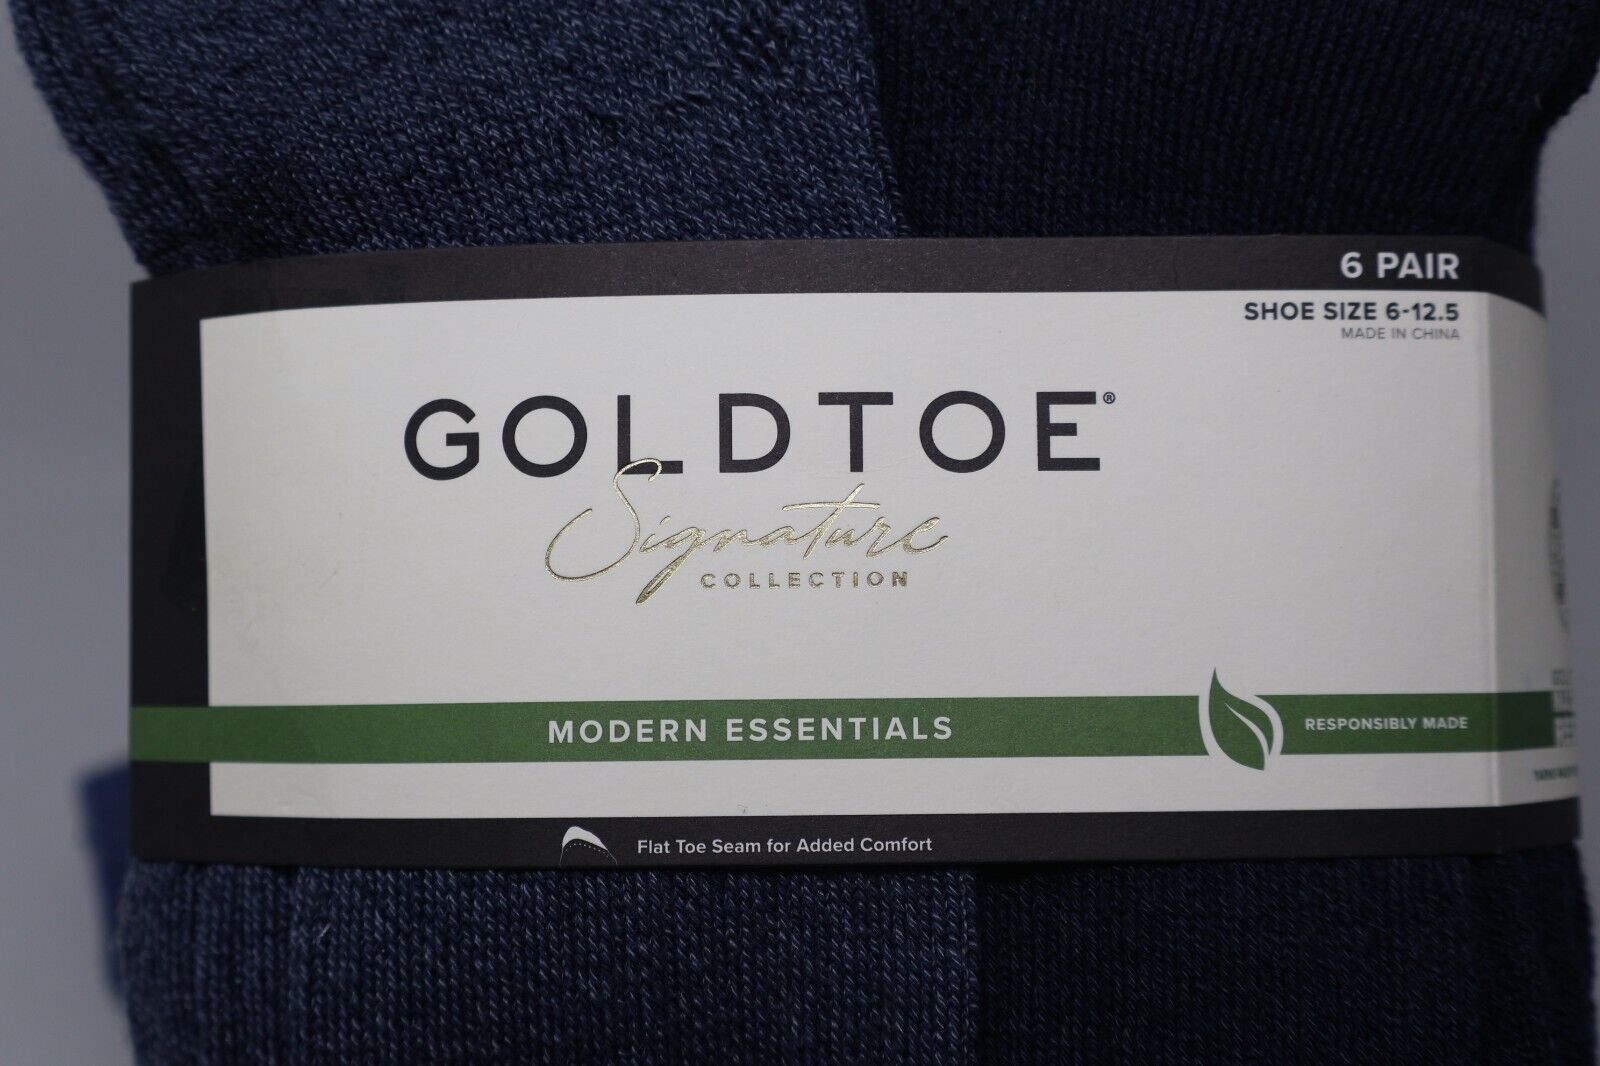 6 PAIR
SHOE SIZE 6-12.5
MADE IN CHINA
GOLDTOE®
Signature
COLLECTION
MODERN ESSENTIALS
RESPONSIBLY MADE
Flat Toe Seam for Added Comfort